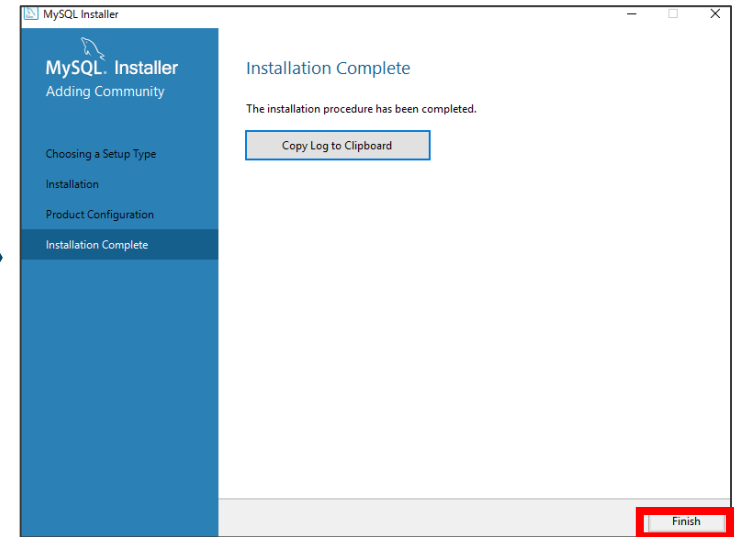 MySQL Installer
MySQL. Installer
Adding Community
Choosing a Setup Type
Installation
Product Configuration
Installation Complete
Installation Complete
The installation procedure has been completed.
Copy Log to Clipboard
Finish